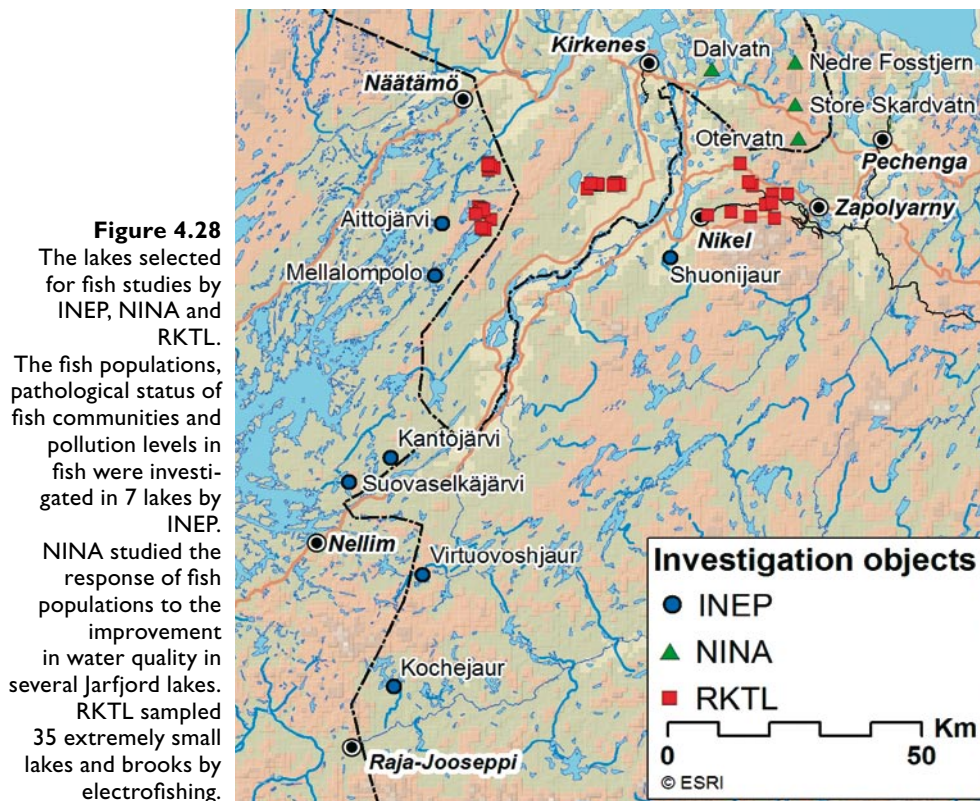 Figure 4.28
The lakes selected
for fish studies by
INEP, NINA and
RKTL.
The fish populations,
pathological status of
fish communities and
pollution levels in
fish were investi-
gated in 7 lakes by
INEP.
NINA studied the
response of fish
populations to the
improvement
in water quality in
several Jarfjord lakes.
RKTL sampled
35 extremely small
lakes and brooks by
electrofishing.
Kirkenes
Dalvatn
Nedre Fosstjern
Näätämö
Store Skardvatn
Otervatn
Pechenga
Aittojärvi
Zapolyarny
Nikel
Mellalompolo
Shuonijaur
Kantojärvi
Suovaselkäjärvi
Nellim
Virtuovoshjaur
Kochejaur
Raja-Jooseppi
Investigation objects
INEP
NINA
RKTL
Km
0 50
© ESRI